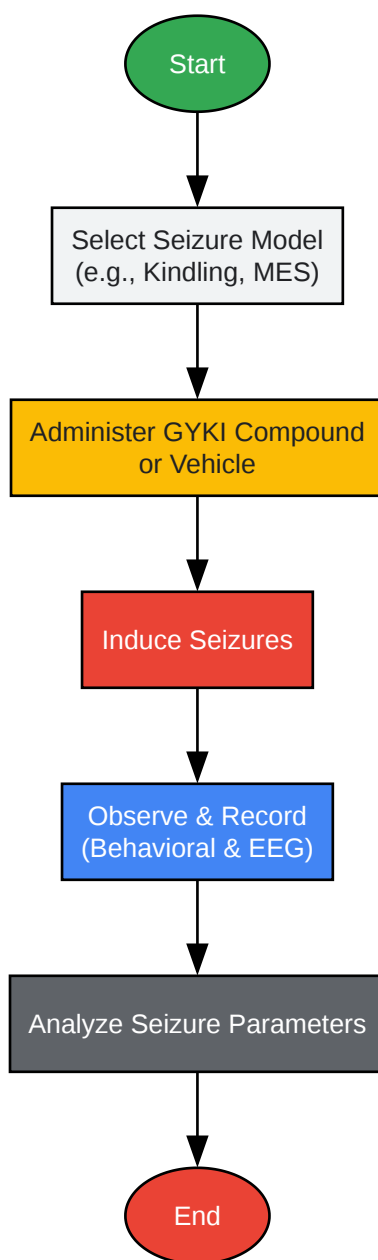 Start
Select Seizure Model
(e.g., Kindling, MES)
Administer GYKI Compound
or Vehicle
Induce Seizures
Observe & Record
(Behavioral & EEG)
Analyze Seizure Parameters
End